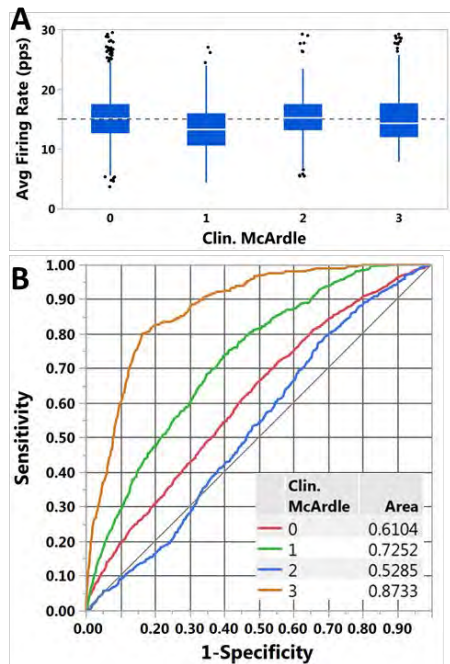 A
Avg Firing Rate (pps)
30
20
10
0
0 1 2 3
Clin. McArdle
B
Sensitivity
1.00
0.90
0.80
0.70
0.60
0.50
0.40
0.30
0.20
0.10
0.00
Clin.
McArdle Area
0 0.6104
1 0.7252
2 0.5285
3 0.8733
0.00 0.20 0.30 0.40 0.50 0.60 0.70 0.80 0.90
1-Specificity